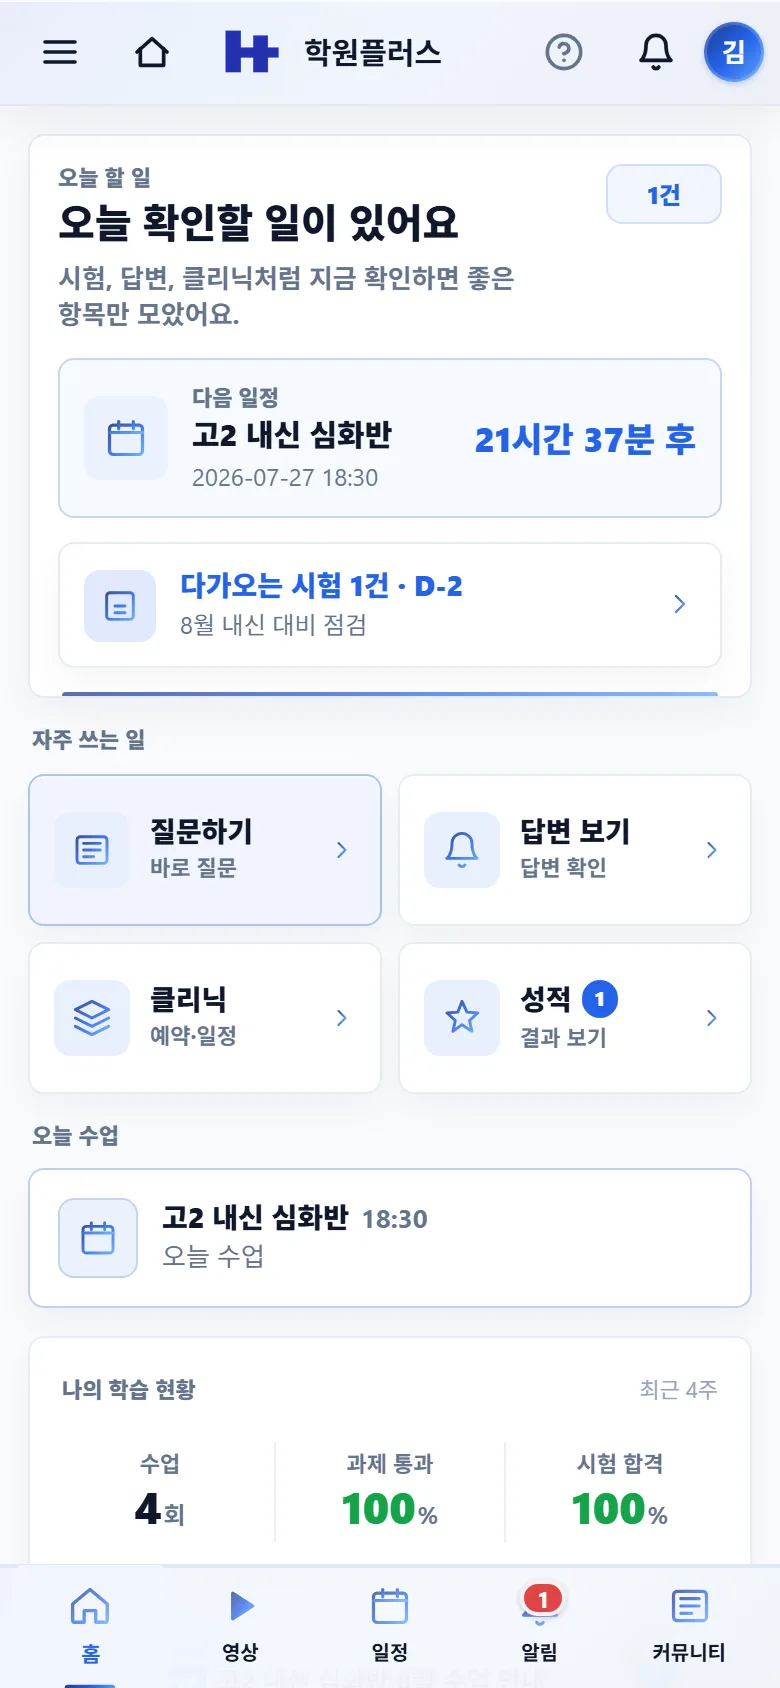 학원플러스
김
오늘 할 일
1건
오늘 확인할 일이 있어요
시험, 답변, 클리닉처럼 지금 확인하면 좋은
항목만 모았어요.
다음 일정
고2 내신 심화반
21시간 37분 후
2026-07-27 18:30
다가오는 시험 1건 · D-2
8월 내신 대비 점검
자주 쓰는 일
질문하기
바로 질문
답변 보기
답변 확인
클리닉
예약·일정
성적 1
결과 보기
오늘 수업
고2 내신 심화반 18:30
오늘 수업
나의 학습 현황
최근 4주
수업
과제 통과
시험 합격
4회
100%
100%
1
홈
영상
일정
알림
커뮤니티